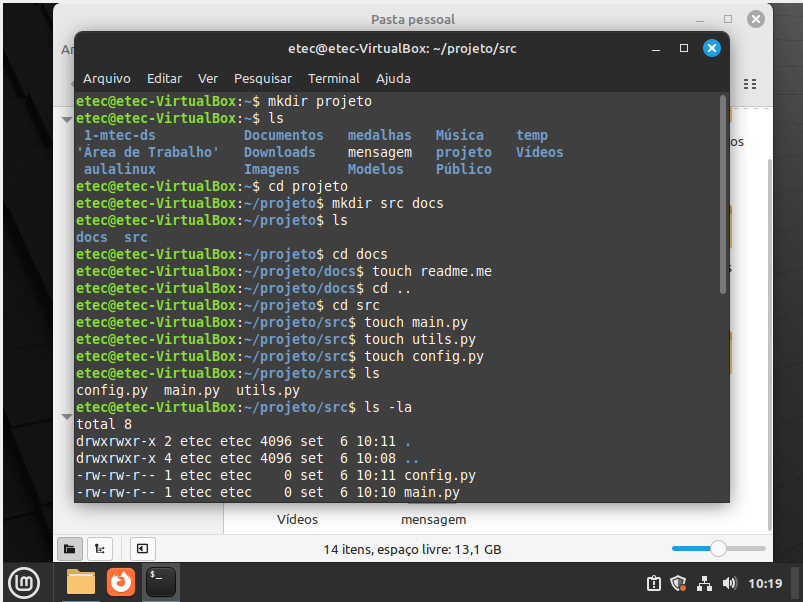 Pasta pessoal
etec@etec-VirtualBox: ~/projeto/src
Arquivo Editar Ver Pesquisar Terminal Ajuda
etec@etec-VirtualBox:~$ mkdir projeto
etec@etec-VirtualBox:~$ ls
1-mtec-ds Documentos medalhas Música temp
'Área de Trabalho' Downloads mensagem projeto Vídeos
aulalinux Imagens Modelos Público
etec@etec-VirtualBox:~$ cd projeto
etec@etec-VirtualBox:~/projeto$ mkdir src docs
etec@etec-VirtualBox:~/projeto$ ls
docs src
etec@etec-VirtualBox:~/projeto$ cd docs
etec@etec-VirtualBox:~/projeto/docs$ touch readme.me
etec@etec-VirtualBox:~/projeto/docs$ cd ..
etec@etec-VirtualBox:~/projeto$ cd src
etec@etec-VirtualBox:~/projeto/src$ touch main.py
etec@etec-VirtualBox:~/projeto/src$ touch utils.py
etec@etec-VirtualBox:~/projeto/src$ touch config.py
etec@etec-VirtualBox:~/projeto/src$ ls
config.py main.py utils.py
etec@etec-VirtualBox:~/projeto/src$ ls -la
total 8
drwxrwxr-x 2 etec etec 4096 set  6 10:11 .
drwxrwxr-x 4 etec etec 4096 set  6 10:08 ..
-rw-rw-r-- 1 etec etec    0 set  6 10:11 config.py
-rw-rw-r-- 1 etec etec    0 set  6 10:10 main.py
Vídeos mensagem
14 itens, espaço livre: 13,1 GB
10:19